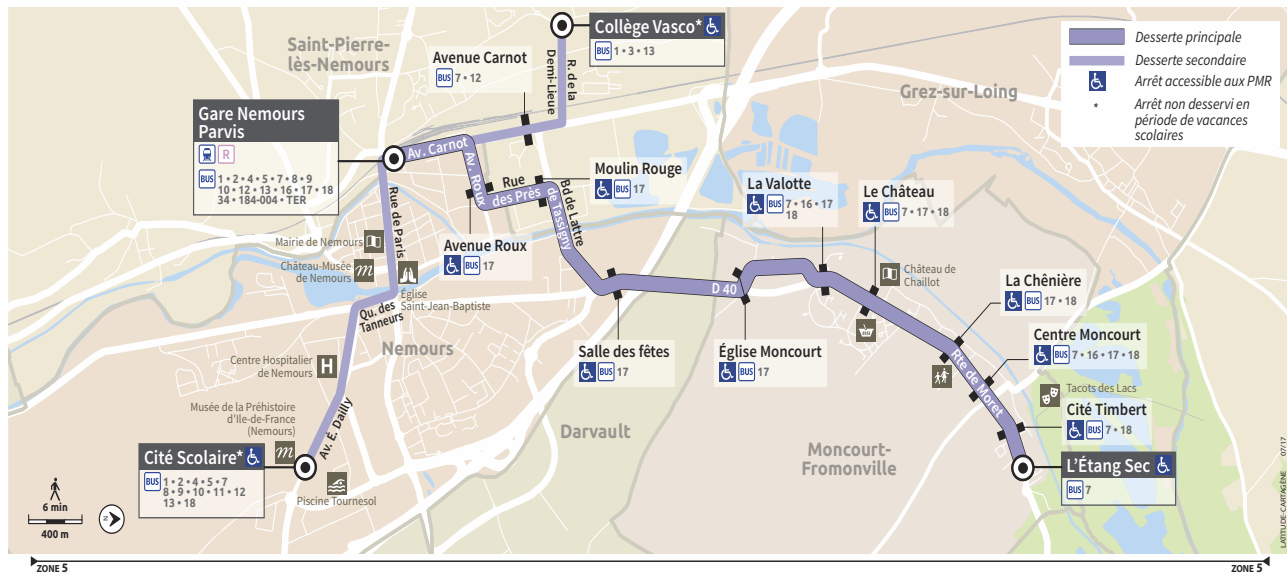 Saint-Pierre-
lès-Nemours
Avenue Carnot
BUS 7 • 12
R. de la
Demi-Lieue
Collège Vasco*
BUS 1 • 3 • 13
Desserte principale
Desserte secondaire
Arrêt accessible aux PMR
* Arrêt non desservi en
période de vacances
scolaires
Grez-sur-Loing
Gare Nemours
Parvis
R
BUS 1 • 2 • 4 • 5 • 7 • 8 • 9
10 • 12 • 13 • 16 • 17 • 18
34 • 184-004 • TER
Av. Carnot
Av. Roux
Rue
des Près
Bd de Lattre
de Tassigny
Moulin Rouge
BUS 17
La Valotte
BUS 7 • 16 • 17
18
Le Château
BUS 7 • 17 • 18
Rue de Paris
Mairie de Nemours
Château-Musée
de Nemours
Avenue Roux
BUS 17
Église
Saint-Jean-Baptiste
Qu. des
Tanneurs
Nemours
D 40
Château de
Chaillot
La Chênière
BUS 17 • 18
Salle des fêtes
BUS 17
Église Moncourt
BUS 17
Centre Moncourt
BUS 7 • 16 • 17 • 18
Rte de Moret
Tacots des Lacs
Cité Timbert
BUS 7 • 18
H
Centre Hospitalier
de Nemours
Musée de la Préhistoire
d'Ile-de-France
(Nemours)
Av. É. Dailly
Darvault
Moncourt-
Fromonville
Cité Scolaire*
BUS 1 • 2 • 4 • 5 • 7
8 • 9 • 10 • 11 • 12
13 • 18
Piscine Tournesol
L'Étang Sec
BUS 7
6 min
400 m
N
LATITUDE-CARTAGÈNE 07/17
ZONE 5
ZONE 5